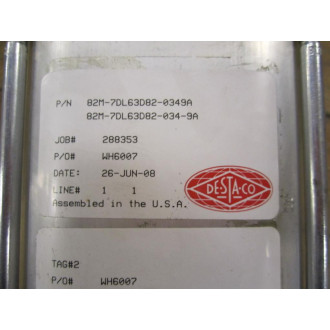 P/N 82M-7DL63D82-0349A
82M-7DL63D82-034-9A
JOB# 288353
P/O# WH6007
DATE: 26-JUN-08
LINE# 1 1
Assembled in the U.S.A.
DE-STA-CO
TAG#2
P/O# WH6007